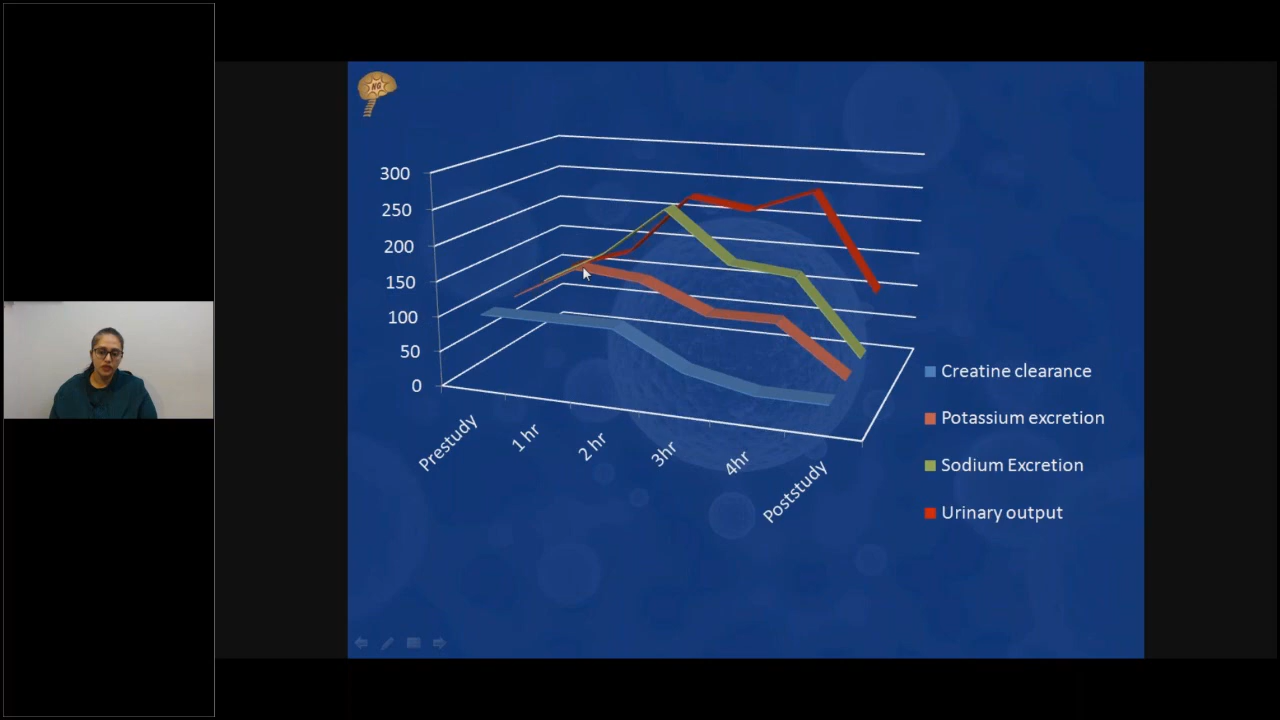 NG
300
250
200
150
100
50
0
Prestudy
1 hr
2 hr
3hr
4hr
Poststudy
Creatine clearance
Potassium excretion
Sodium Excretion
Urinary output